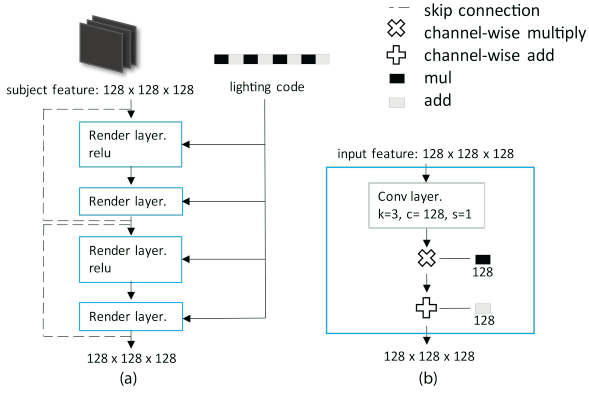 skip connection
channel-wise multiply
channel-wise add
mul
add
subject feature: 128 x 128 x 128
lighting code
Render layer.
relu
Render layer.
Render layer.
relu
Render layer.
128 x 128 x 128
(a)
input feature: 128 x 128 x 128
Conv layer.
k=3, c= 128, s=1
128
128
128 x 128 x 128
(b)